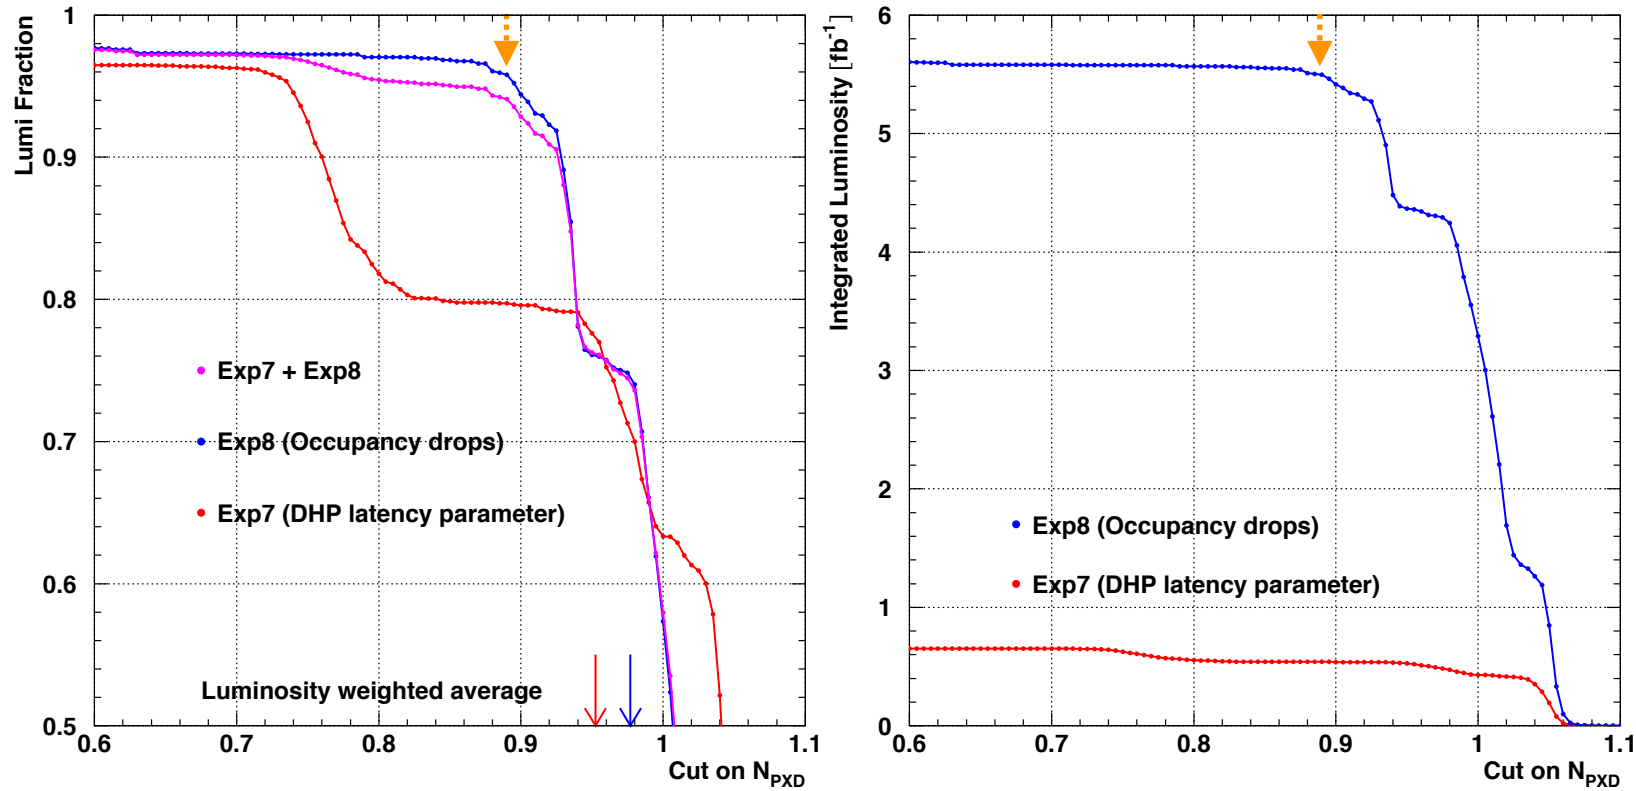 Lumi Fraction
1
0.9
0.8
0.7
0.6
0.5
Exp7 + Exp8
Exp8 (Occupancy drops)
Exp7 (DHP latency parameter)
Luminosity weighted average
0.6 0.7 0.8 0.9 1 1.1
Cut on N_PXD
Integrated Luminosity [fb⁻¹]
6
5
4
3
2
1
0
Exp8 (Occupancy drops)
Exp7 (DHP latency parameter)
0.6 0.7 0.8 0.9 1 1.1
Cut on N_PXD